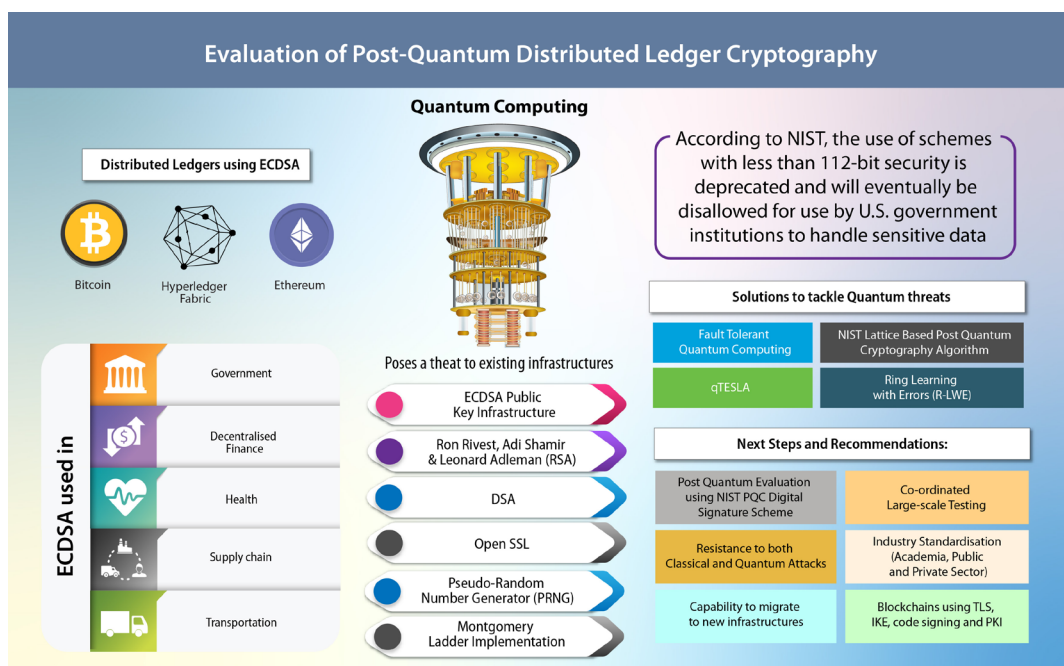 Evaluation of Post-Quantum Distributed Ledger Cryptography
Distributed Ledgers using ECDSA
Bitcoin
Hyperledger
Fabric
Ethereum
ECDSA used in
Government
Decentralised
Finance
Health
Supply chain
Transportation
Quantum Computing
Poses a threat to existing infrastructures
ECDSA Public
Key Infrastructure
Ron Rivest, Adi Shamir
& Leonard Adleman (RSA)
DSA
Open SSL
Pseudo-Random
Number Generator (PRNG)
Montgomery
Ladder Implementation
According to NIST, the use of schemes
with less than 112-bit security is
deprecated and will eventually be
disallowed for use by U.S. government
institutions to handle sensitive data
Solutions to tackle Quantum threats
Fault Tolerant
Quantum Computing
NIST Lattice Based Post Quantum
Cryptography Algorithm
qTESLA
Ring Learning
with Errors (R-LWE)
Next Steps and Recommendations:
Post Quantum Evaluation
using NIST PQC Digital
Signature Scheme
Co-ordinated
Large-scale Testing
Resistance to both
Classical and Quantum Attacks
Industry Standardisation
(Academia, Public
and Private Sector)
Capability to migrate
to new infrastructures
Blockchains using TLS,
IKE, code signing and PKI